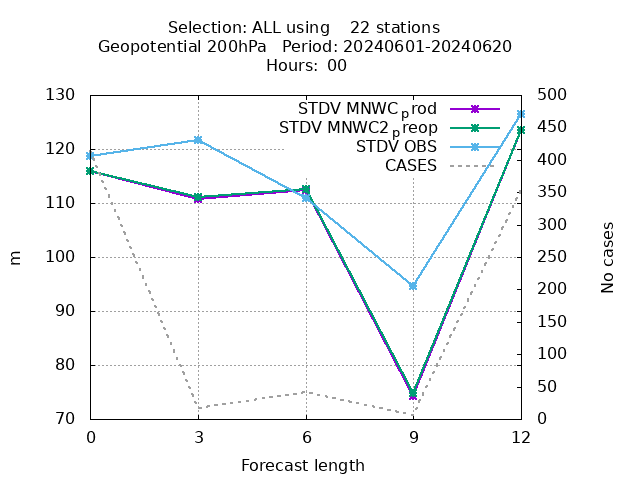 Selection: ALL using 22 stations
Geopotential 200hPa Period: 20240601-20240620
Hours: 00
130 500
STDV MNWCprod
STDV MNWC2preop
STDV OBS
CASES
450
120
400
350
110
300
100 250
200
90
150
80
100
50
70 0
m
No cases
0 3 6 9 12
Forecast length